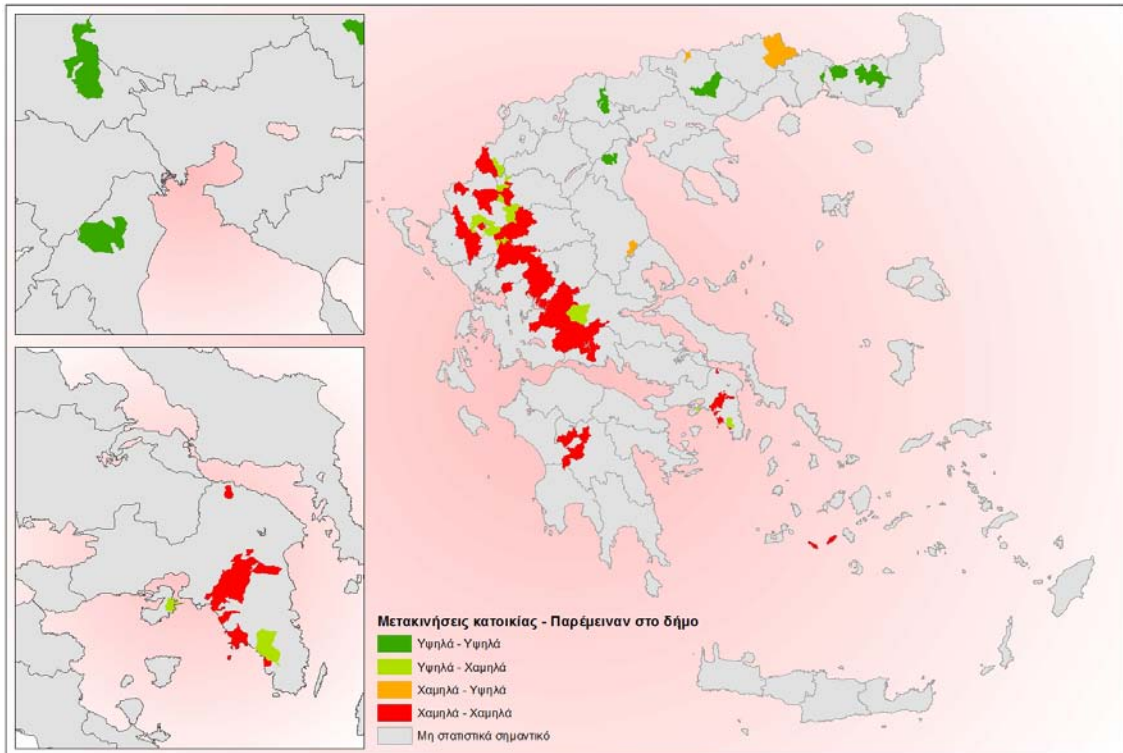 Μετακινήσεις κατοικίας - Παρέμειναν στο δήμο
Υψηλά - Υψηλά
Υψηλά - Χαμηλά
Χαμηλά - Υψηλά
Χαμηλά - Χαμηλά
Μη στατιστικά σημαντικό